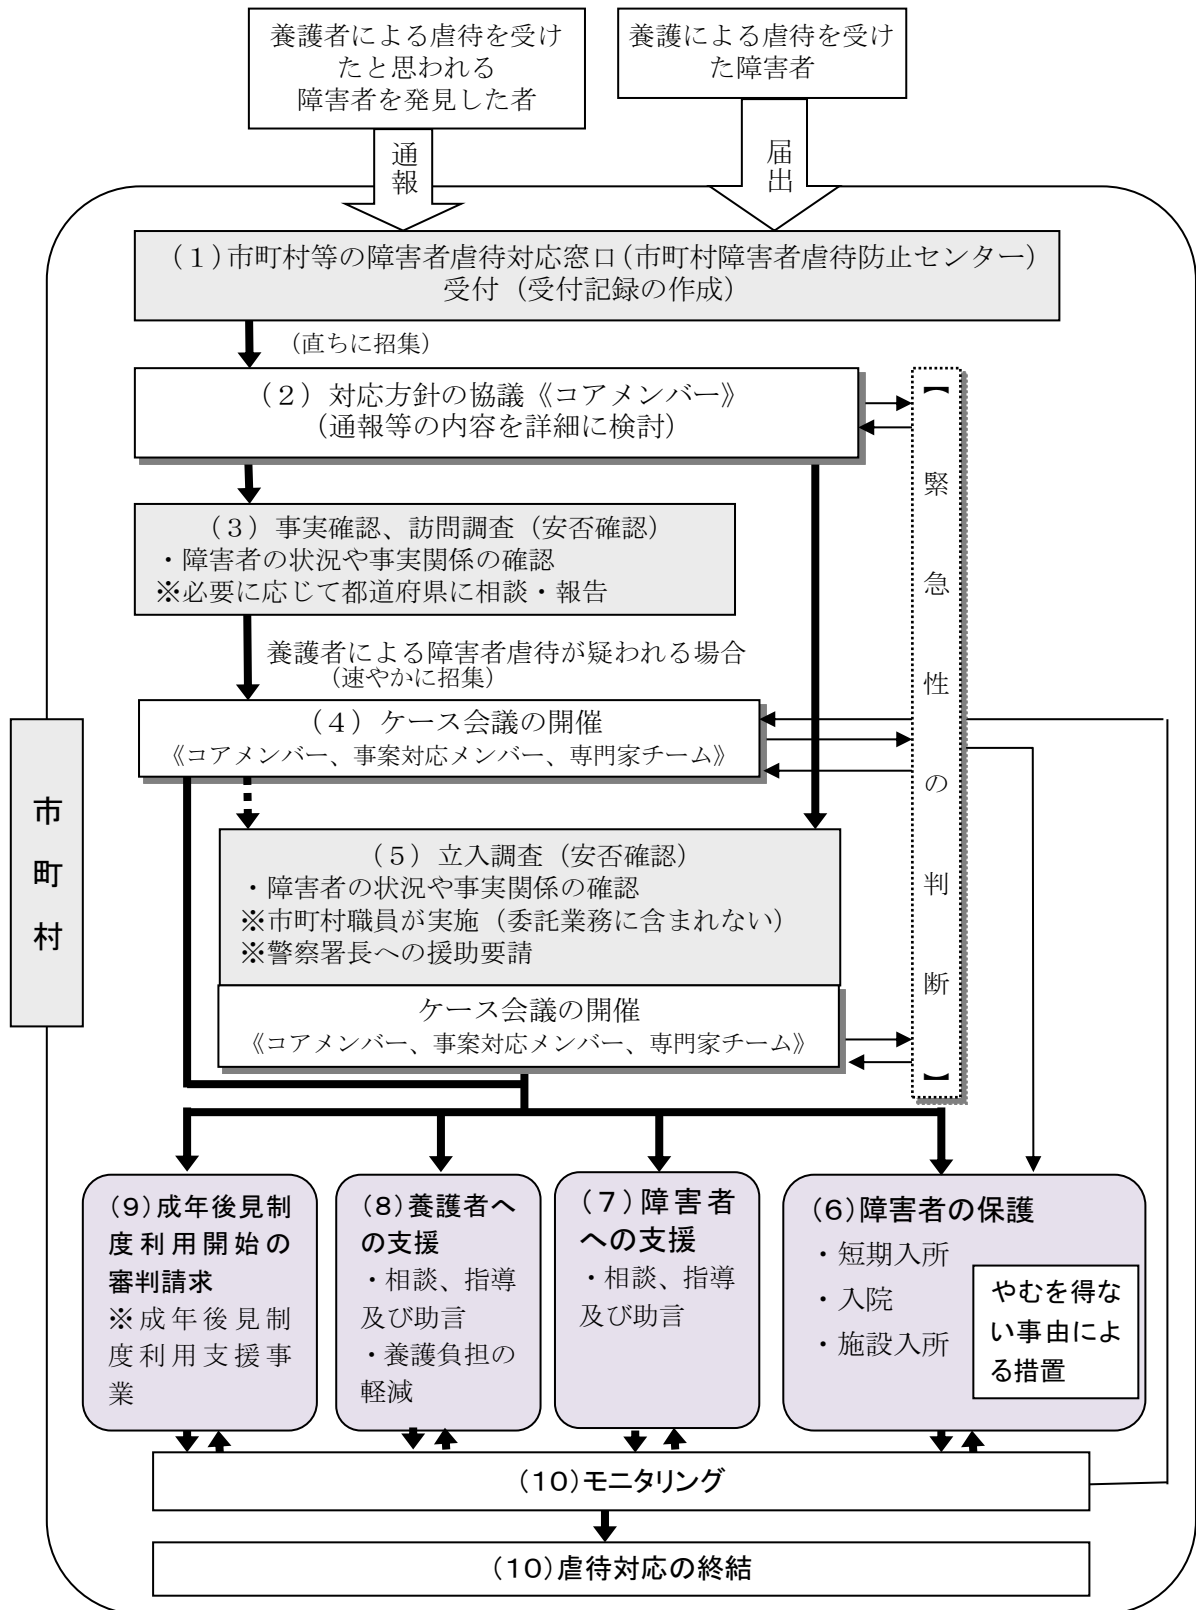 養護者による虐待を受け
たと思われる
障害者を発見した者
養護による虐待を受け
た障害者
通報
届出
(1)市町村等の障害者虐待対応窓口(市町村障害者虐待防止センター)
受付（受付記録の作成）
(直ちに招集)
（２）対応方針の協議《コアメンバー》
（通報等の内容を詳細に検討）
（３）事実確認、訪問調査（安否確認）
・障害者の状況や事実関係の確認
※必要に応じて都道府県に相談・報告
養護者による障害者虐待が疑われる場合
(速やかに招集)
（４）ケース会議の開催
《コアメンバー、事案対応メンバー、専門家チーム》
（５）立入調査（安否確認）
・障害者の状況や事実関係の確認
※市町村職員が実施（委託業務に含まれない）
※警察署長への援助要請
ケース会議の開催
《コアメンバー、事案対応メンバー、専門家チーム》
【緊急性の判断】
市町村
(9)成年後見制
度利用開始の
審判請求
※成年後見制
度利用支援事
業
(8)養護者へ
の支援
・相談、指導
及び助言
・養護負担の
軽減
(7)障害者
への支援
・相談、指導
及び助言
(6)障害者の保護
・短期入所
・入院
・施設入所
やむを得な
い事由によ
る措置
(10)モニタリング
(10)虐待対応の終結